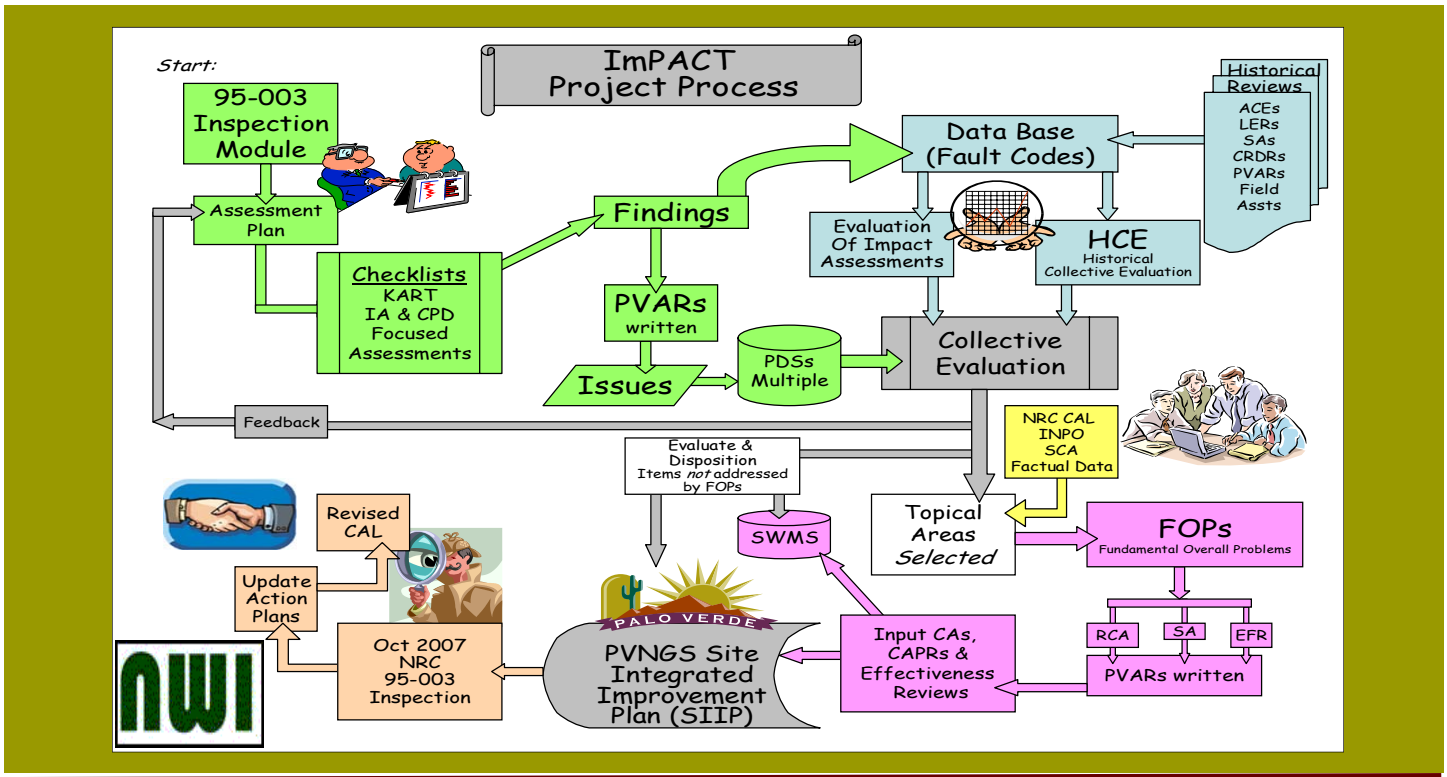 ImPACT
Project Process
Start:
95-003
Inspection
Module
Assessment
Plan
Checklists
KART
IA & CPD
Focused
Assessments
Findings
PVARs
written
Issues
PDSs
Multiple
Data Base
(Fault Codes)
Historical
Reviews
ACEs
LERs
SAs
CRDRs
PVARs
Field
Assts
Evaluation
Of Impact
Assessments
HCE
Historical
Collective Evaluation
Collective
Evaluation
Feedback
Evaluate &
Disposition
Items not addressed
by FOPs
SWMS
NRC CAL
INPO
SCA
Factual Data
Topical
Areas
Selected
FOPs
Fundamental Overall Problems
RCA
SA
EFR
PVARs written
Input CAs,
CAPRs &
Effectiveness
Reviews
PALO VERDE
PVNGS Site
Integrated
Improvement
Plan (SIIP)
Oct 2007
NRC
95-003
Inspection
Update
Action
Plans
Revised
CAL
nWI